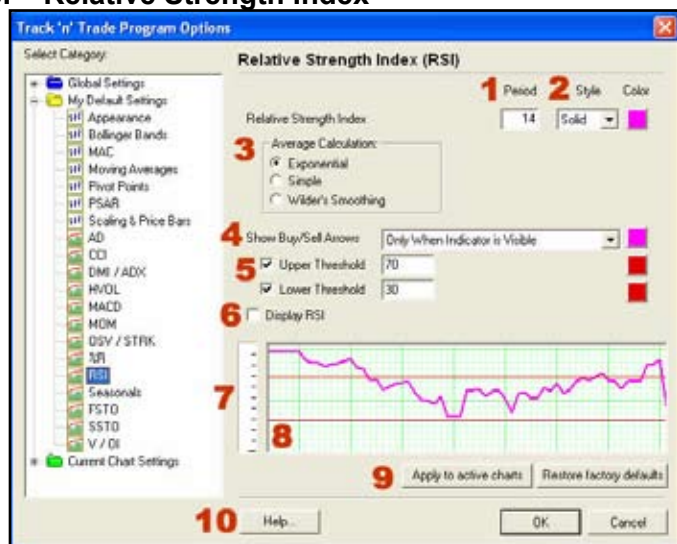 Relative Strength Index
Track 'n' Trade Program Options
Select Category:
Global Settings
My Default Settings
Appearance
Bollinger Bands
MAC
Moving Averages
Pivot Points
PSAR
Scaling & Price Bars
AD
CCI
DMI / ADX
HVOL
MACD
MOM
OSV / STRK
%R
RSI
Seasonals
FSTO
SSTO
V / OI
Current Chart Settings
Relative Strength Index (RSI)
1 Period 2 Style Color
Relative Strength Index 14 Solid
3 Average Calculation:
Exponential
Simple
Wilder's Smoothing
4 Show Buy/Sell Arrows Only When Indicator is Visible
5 Upper Threshold 70
Lower Threshold 30
6 Display RSI
7
8
9 Apply to active charts Restore factory defaults
10 Help... OK Cancel